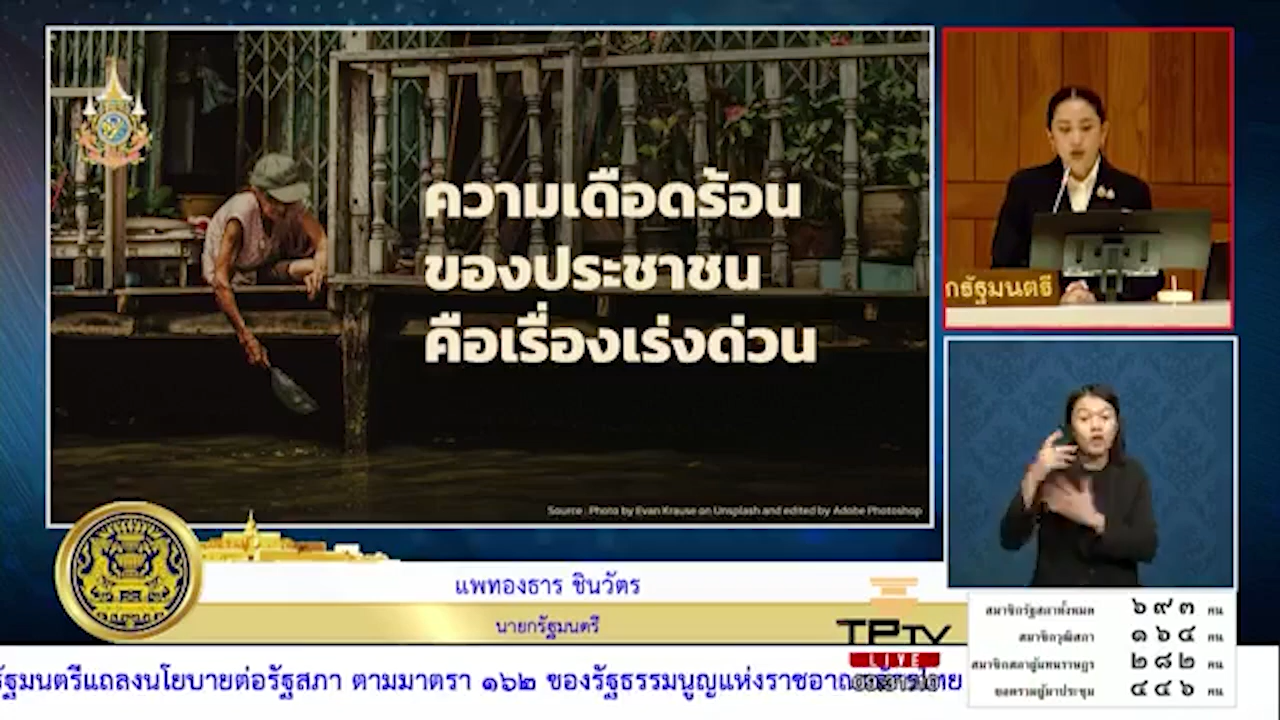 ความเดือดร้อน
ของประชาชน
คือเรื่องเร่งด่วน
Source : Photo by Evan Krause on Unsplash and edited by Adobe Photoshop
กรัฐมนตรี
แพทองธาร ชินวัตร
นายกรัฐมนตรี
TPTV
LIVE
สมาชิกรัฐสภาทั้งหมด ๖๙๓ คน
สมาชิกวุฒิสภา ๑๖๔ คน
สมาชิกสภาผู้แทนราษฎร ๒๘๒ คน
ยอดรวมผู้มาประชุม ๔๔๖ คน
รัฐมนตรีแถลงนโยบายต่อรัฐสภา ตามมาตรา ๑๖๒ ของรัฐธรรมนูญแห่งราชอาณาจักรไทย